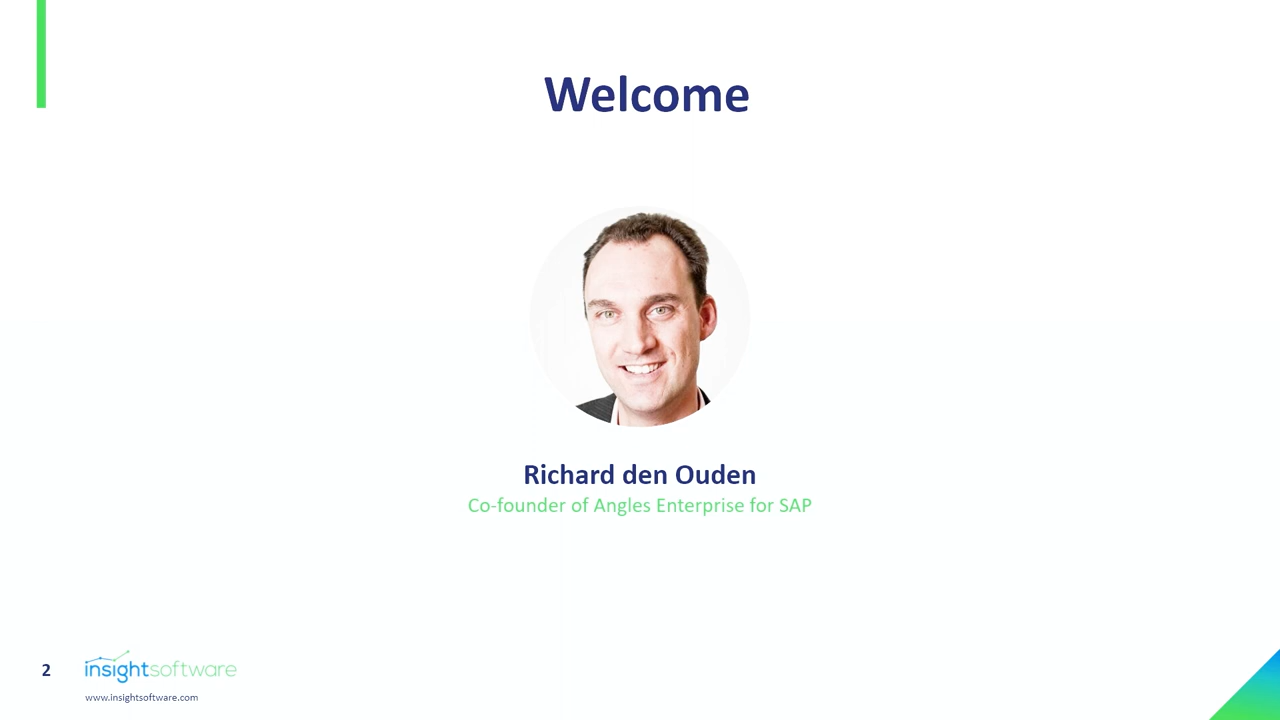 Welcome
Richard den Ouden
Co-founder of Angles Enterprise for SAP
2
insightsoftware
www.insightsoftware.com